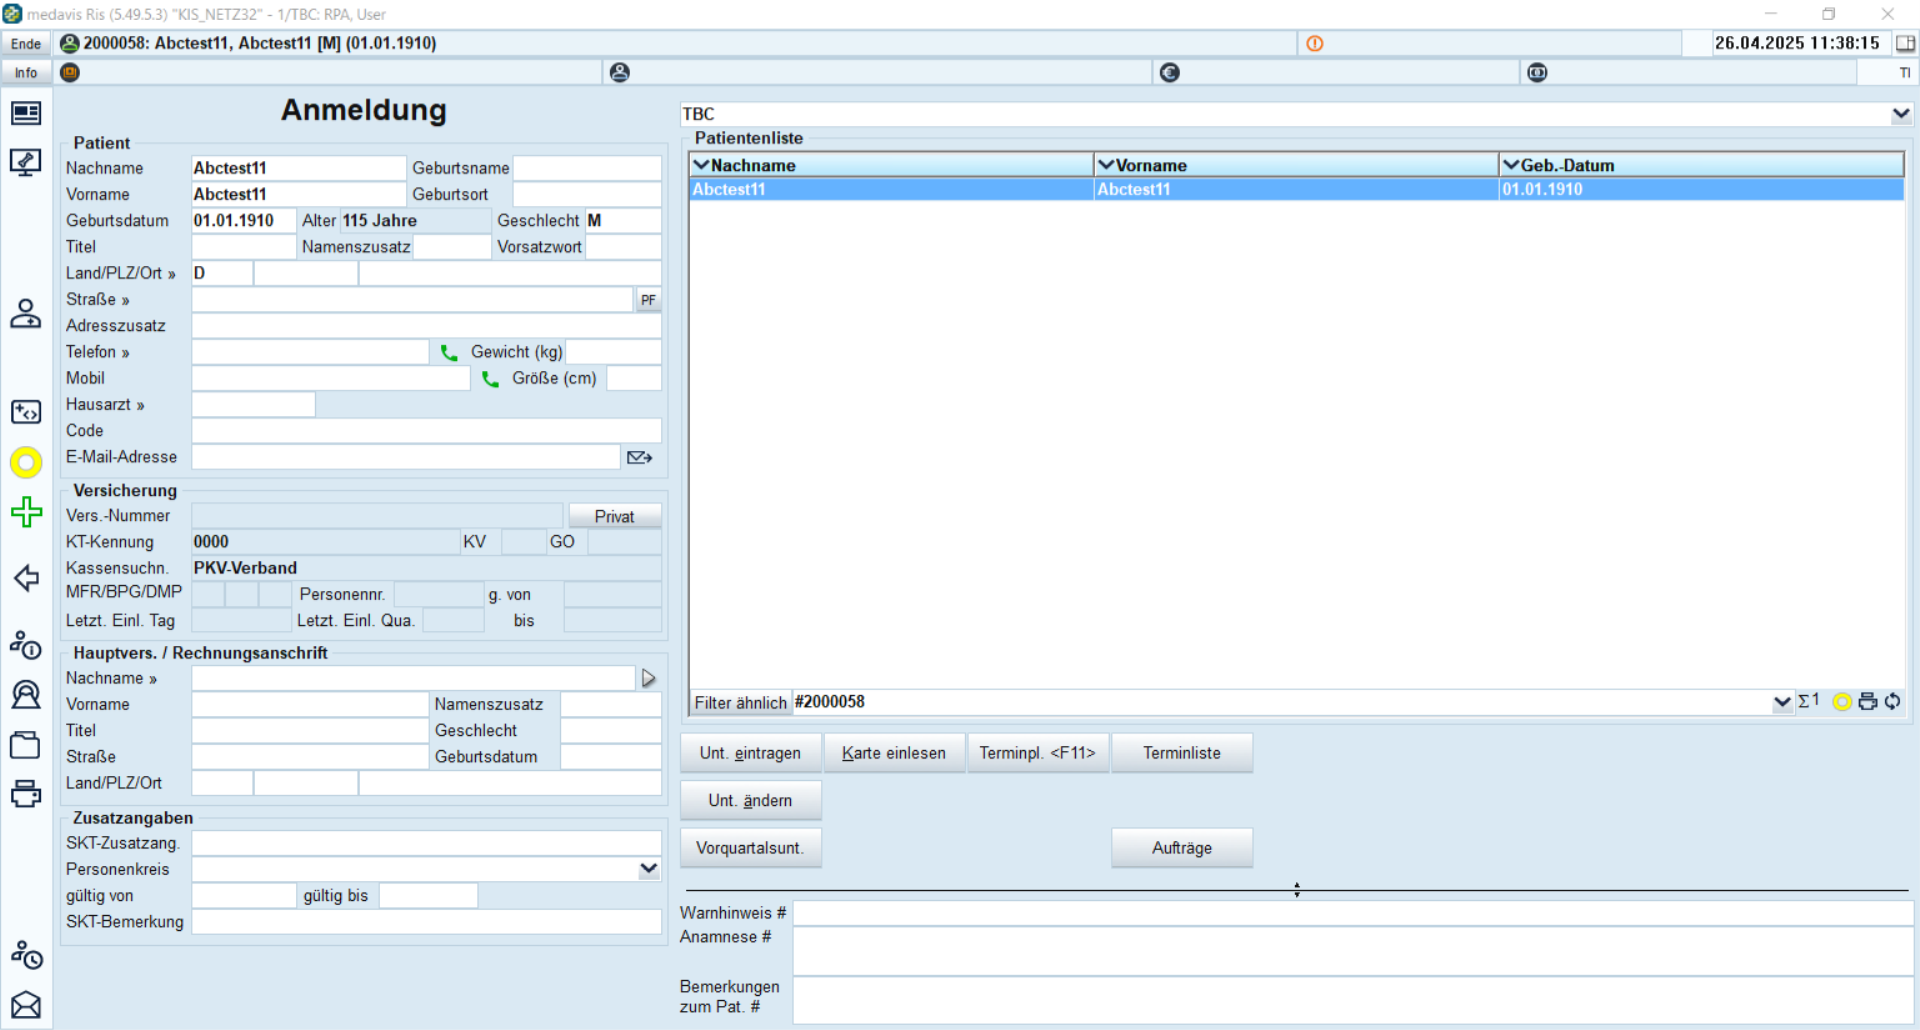 medavis Ris (5.49.5.3) "KIS_NETZ32" - 1/TBC: RPA, User
Ende 2000058: Abctest11, Abctest11 [M] (01.01.1910) 26.04.2025 11:38:15
Info TI
Anmeldung
Patient
Nachname Abctest11 Geburtsname
Vorname Abctest11 Geburtsort
Geburtsdatum 01.01.1910 Alter 115 Jahre Geschlecht M
Titel Namenszusatz Vorsatzwort
Land/PLZ/Ort » D
Straße » PF
Adresszusatz
Telefon » Gewicht (kg)
Mobil Größe (cm)
Hausarzt »
Code
E-Mail-Adresse
Versicherung
Vers.-Nummer Privat
KT-Kennung 0000 KV GO
Kassensuchn. PKV-Verband
MFR/BPG/DMP Personennr. g. von
Letzt. Einl. Tag Letzt. Einl. Qua. bis
Hauptvers. / Rechnungsanschrift
Nachname »
Vorname Namenszusatz
Titel Geschlecht
Straße Geburtsdatum
Land/PLZ/Ort
Zusatzangaben
SKT-Zusatzang.
Personenkreis
gültig von gültig bis
SKT-Bemerkung
TBC
Patientenliste
Nachname Vorname Geb.-Datum
Abctest11 Abctest11 01.01.1910
Filter ähnlich #2000058 Σ1
Unt. eintragen Karte einlesen Terminpl. <F11> Terminliste
Unt. ändern
Vorquartalsunt. Aufträge
Warnhinweis #
Anamnese #
Bemerkungen
zum Pat. #